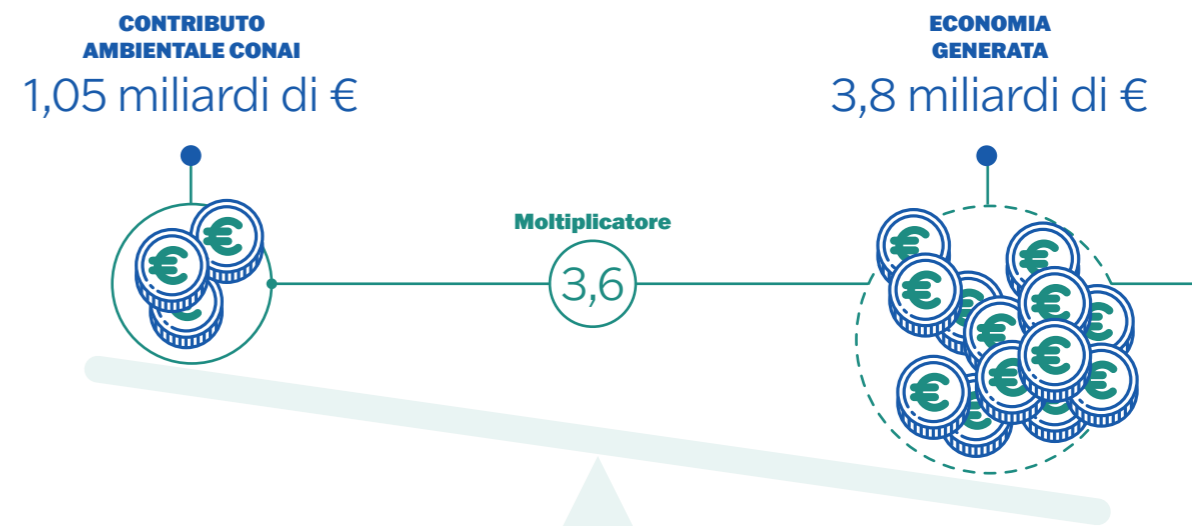 CONTRIBUTO
AMBIENTALE CONAI
1,05 miliardi di €
ECONOMIA
GENERATA
3,8 miliardi di €
Moltiplicatore
3,6